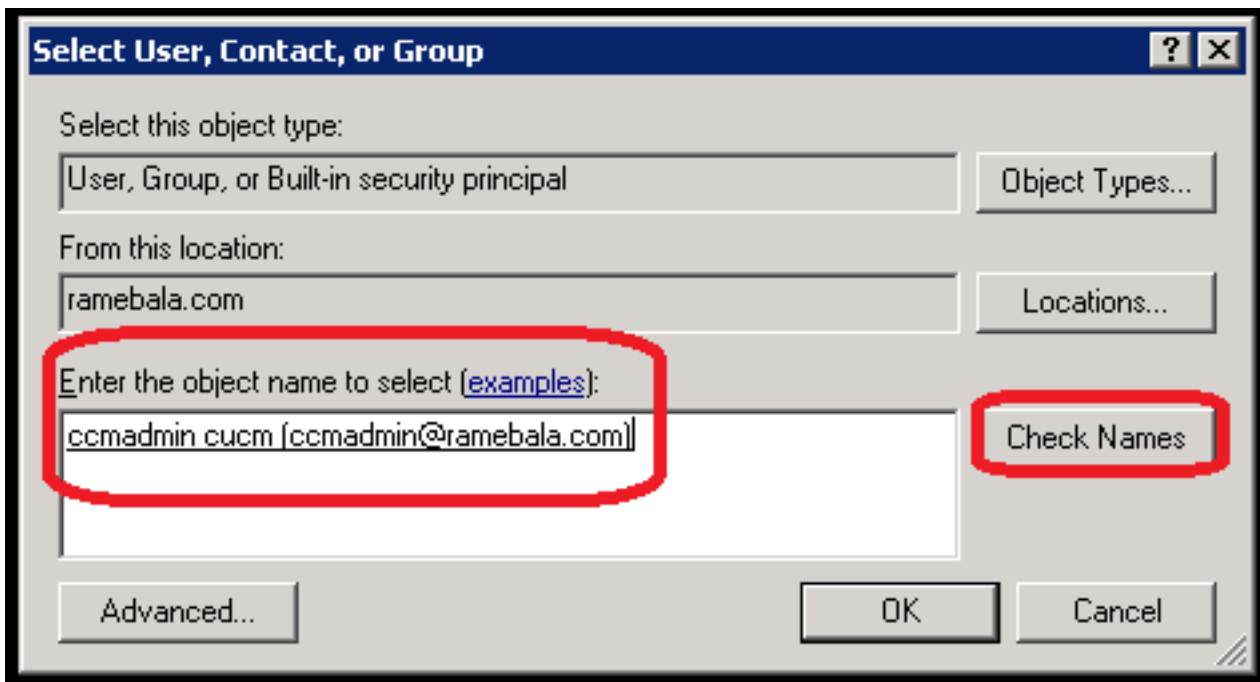 Select User, Contact, or Group
Select this object type:
User, Group, or Built-in security principal
Object Types...
From this location:
ramebala.com
Locations...
Enter the object name to select (examples):
ccmadmin cucm (ccmadmin@ramebala.com)
Check Names
Advanced...
OK
Cancel